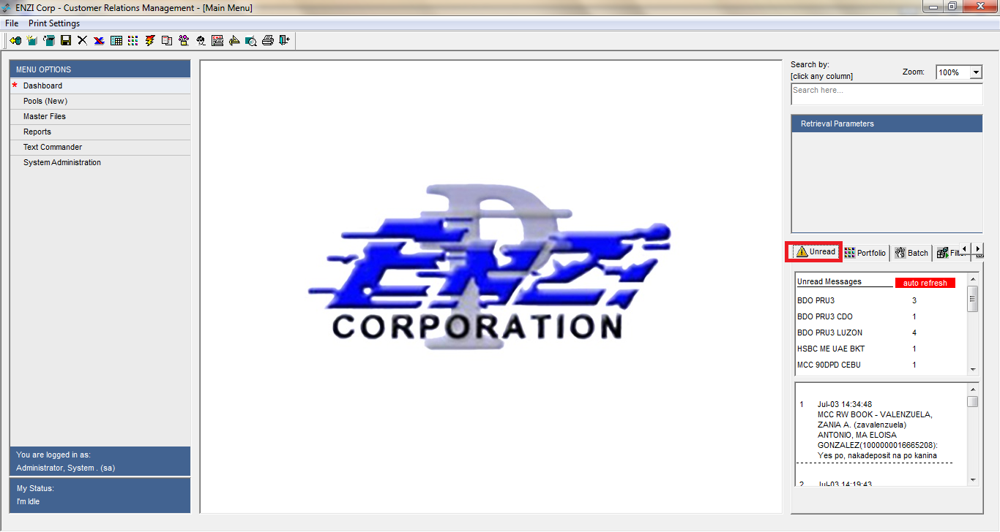 ENZI Corp - Customer Relations Management - [Main Menu]
File Print Settings
MENU OPTIONS
* Dashboard
Pools (New)
Master Files
Reports
Text Commander
System Administration
You are logged in as:
Administrator, System . (sa)
My Status:
I'm Idle
P
ENZI
CORPORATION
Search by:
[click any column]
Zoom: 100%
Search here...
Retrieval Parameters
Unread Portfolio Batch
Unread Messages auto refresh
BDO PRU3 3
BDO PRU3 CDO 1
BDO PRU3 LUZON 4
HSBC ME UAE BKT 1
MCC 90DPD CEBU 1
1 Jul-03 14:34:48
MCC RW BOOK - VALENZUELA,
ZANIA A. (zavalenzuela)
ANTONIO, MA ELOISA
GONZALEZ(1000000016665208):
Yes po, nakadeposit na po kanina
2 Jul-03 14:19:43